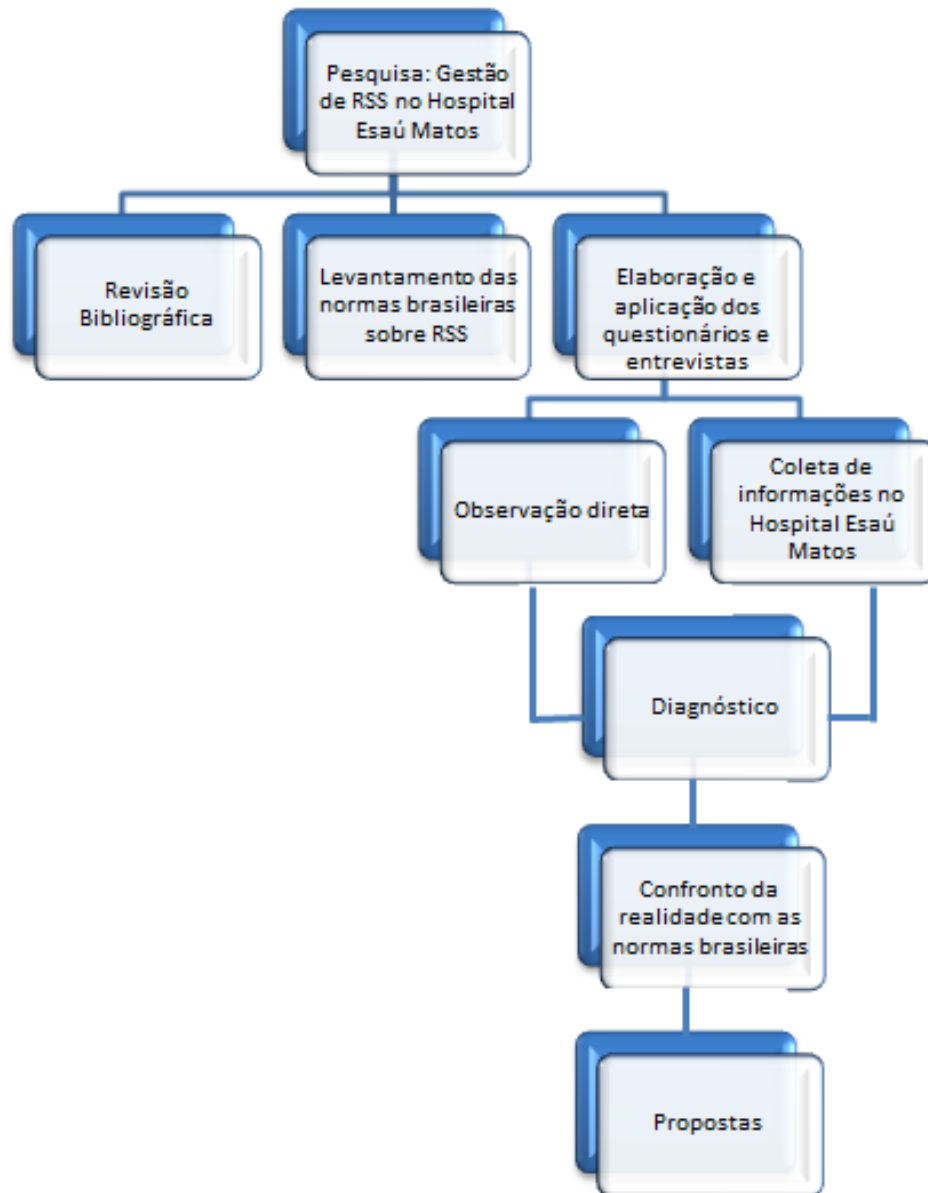 Pesquisa: Gestão
de RSS no Hospital
Esaú Matos
Revisão
Bibliográfica
Levantamento das
normas brasileiras
sobre RSS
Elaboração e
aplicação dos
questionários e
entrevistas
Observação direta
Coleta de
informações no
Hospital Esaú
Matos
Diagnóstico
Confronto da
realidade com as
normas brasileiras
Propostas